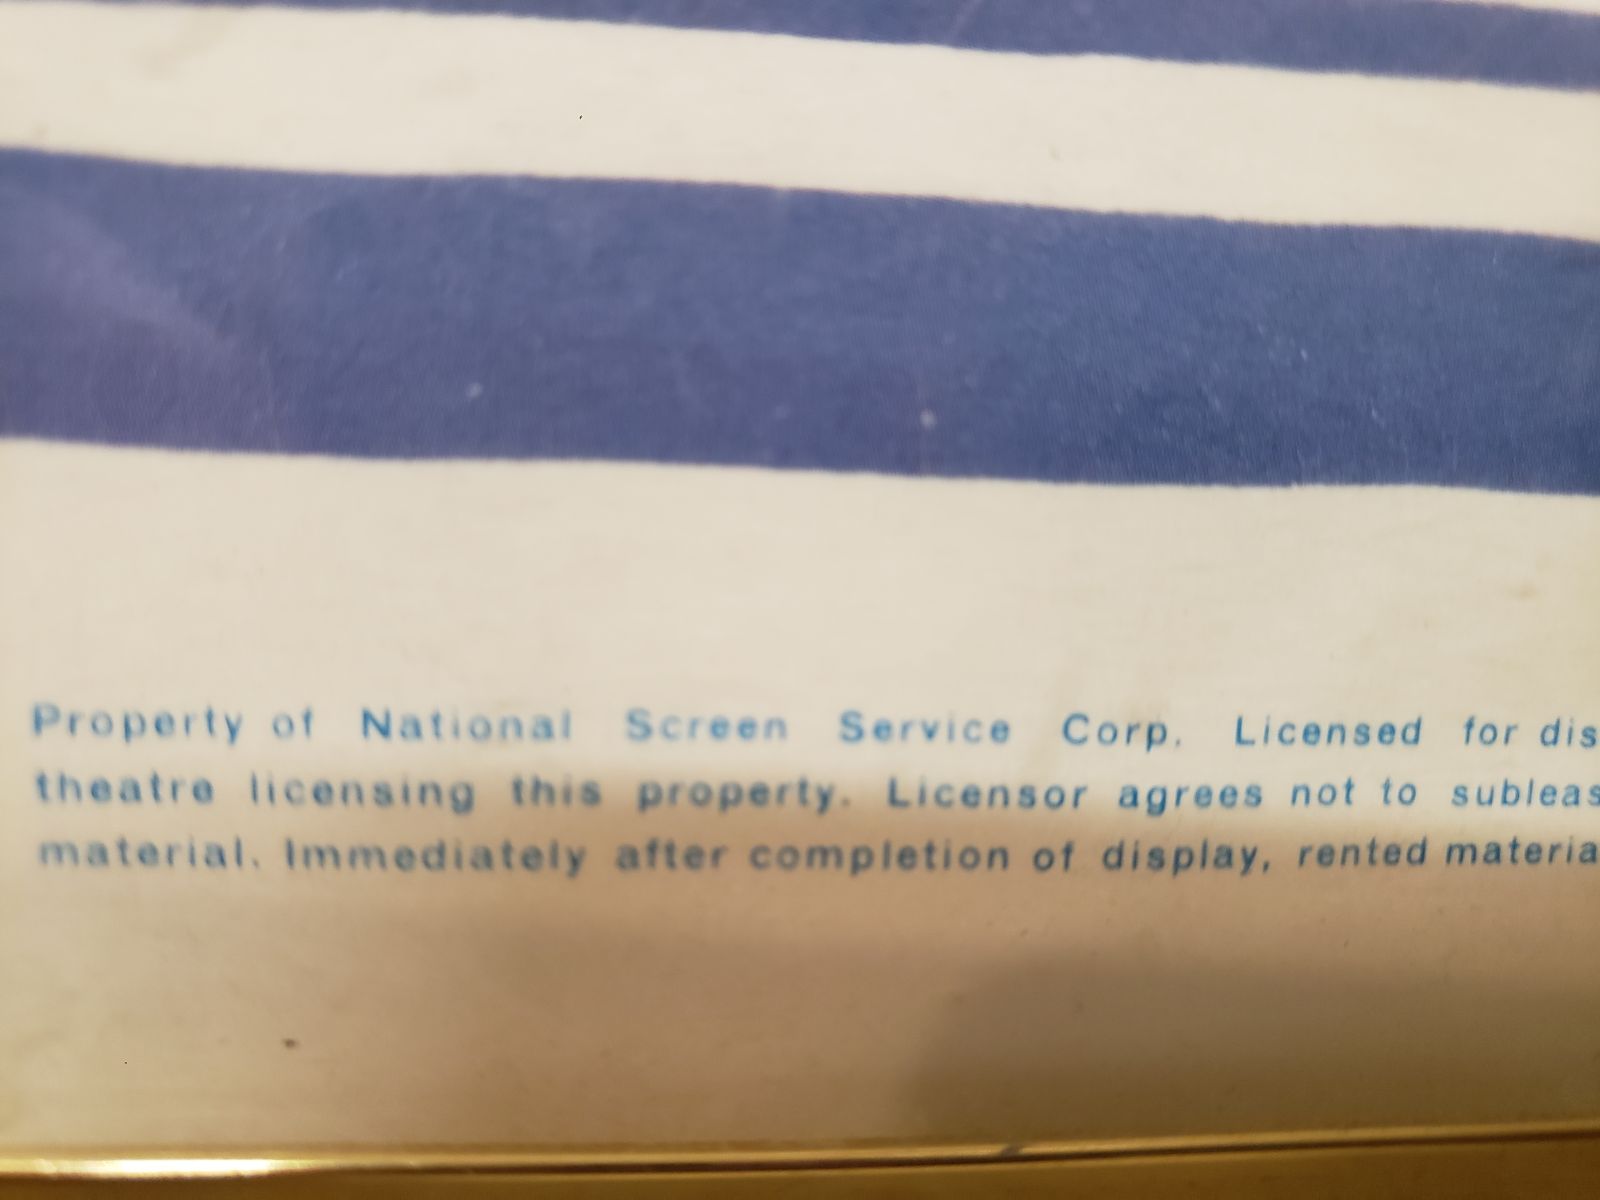 Property of National Screen Service Corp. Licensed for dis
theatre licensing this property. Licensor agrees not to subleas
material. Immediately after completion of display, rented materia